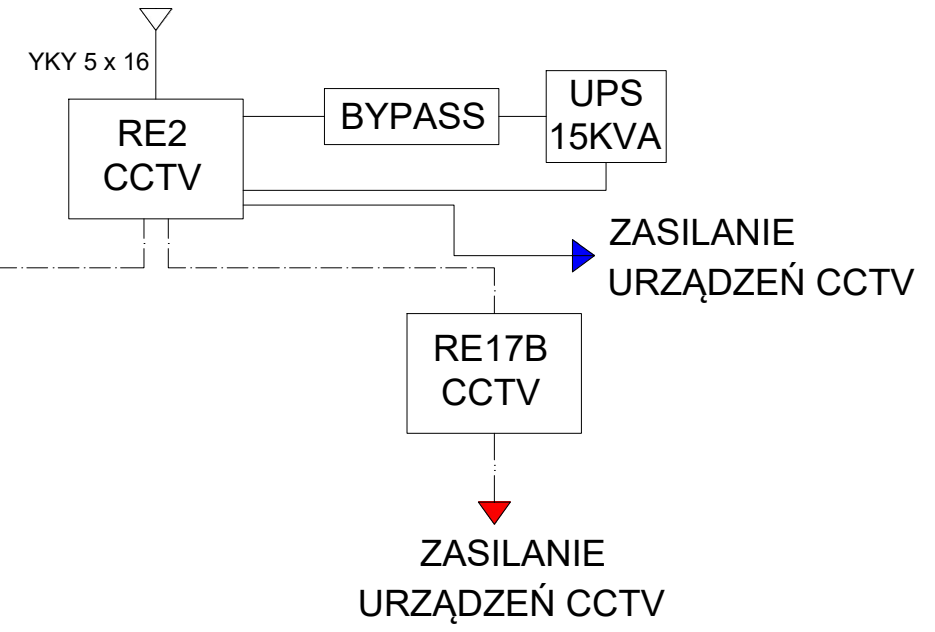 YKY 5 x 16
RE2
CCTV
BYPASS
UPS
15KVA
ZASILANIE
URZĄDZEŃ CCTV
RE17B
CCTV
ZASILANIE
URZĄDZEŃ CCTV